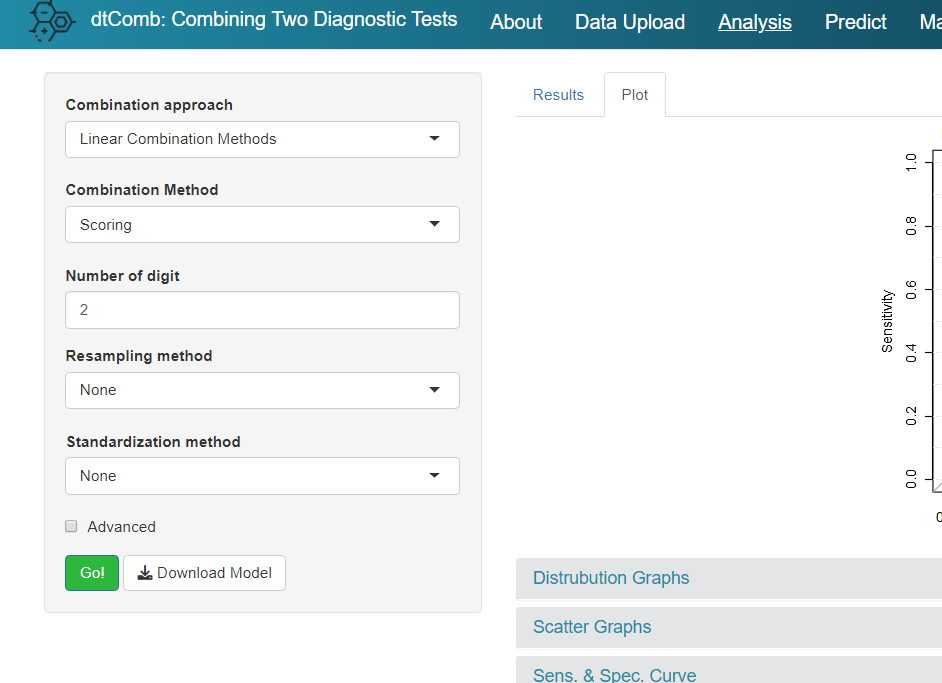 dtComb: Combining Two Diagnostic Tests About Data Upload Analysis Predict Ma
Combination approach
Linear Combination Methods
Combination Method
Scoring
Number of digit
2
Resampling method
None
Standardization method
None
Advanced
Go! Download Model
Results Plot
Sensitivity
1.0
0.8
0.6
0.4
0.2
0.0
0
Distrubution Graphs
Scatter Graphs
Sens. & Spec. Curve